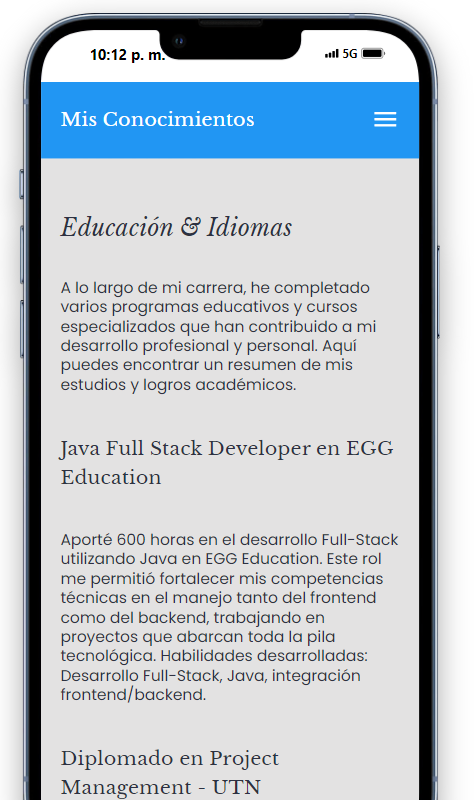 10:12 p. m.
5G
Mis Conocimientos
Educación & Idiomas
A lo largo de mi carrera, he completado
varios programas educativos y cursos
especializados que han contribuido a mi
desarrollo profesional y personal. Aquí
puedes encontrar un resumen de mis
estudios y logros académicos.
Java Full Stack Developer en EGG
Education
Aporté 600 horas en el desarrollo Full-Stack
utilizando Java en EGG Education. Este rol
me permitió fortalecer mis competencias
técnicas en el manejo tanto del frontend
como del backend, trabajando en
proyectos que abarcan toda la pila
tecnológica. Habilidades desarrolladas:
Desarrollo Full-Stack, Java, integración
frontend/backend.
Diplomado en Project
Management - UTN